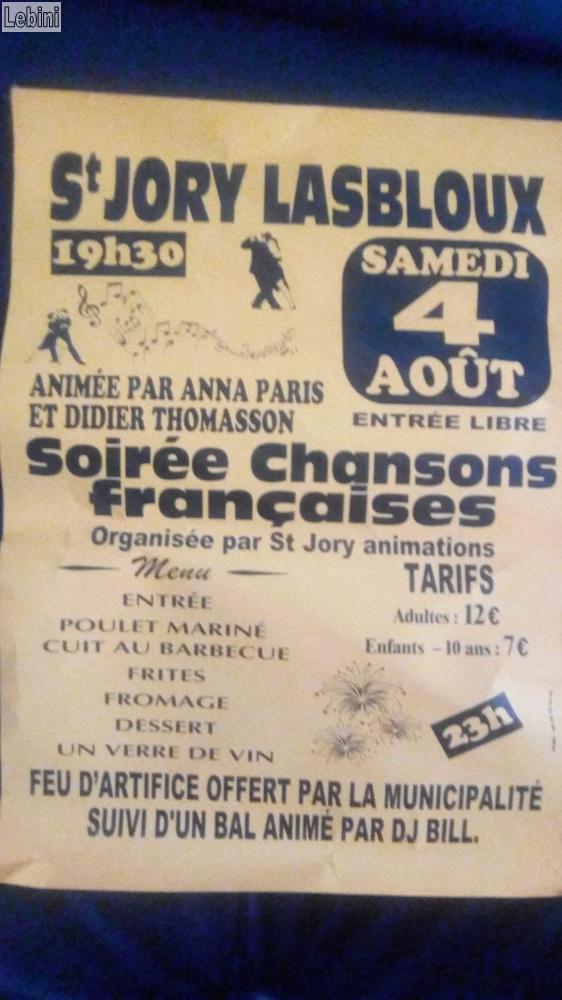 Lebini
St JORY LASBLOUX
19h30
SAMEDI
4
AOÛT
ANIMÉE PAR ANNA PARIS
ET DIDIER THOMASSON
ENTRÉE LIBRE
Soirée Chansons
françaises
Organisée par St Jory animations
Menu
TARIFS
ENTRÉE
Adultes : 12 €
POULET MARINÉ
CUIT AU BARBECUE
Enfants - 10 ans : 7 €
FRITES
FROMAGE
DESSERT
23h
UN VERRE DE VIN
FEU D'ARTIFICE OFFERT PAR LA MUNICIPALITÉ
SUIVI D'UN BAL ANIMÉ PAR DJ BILL.